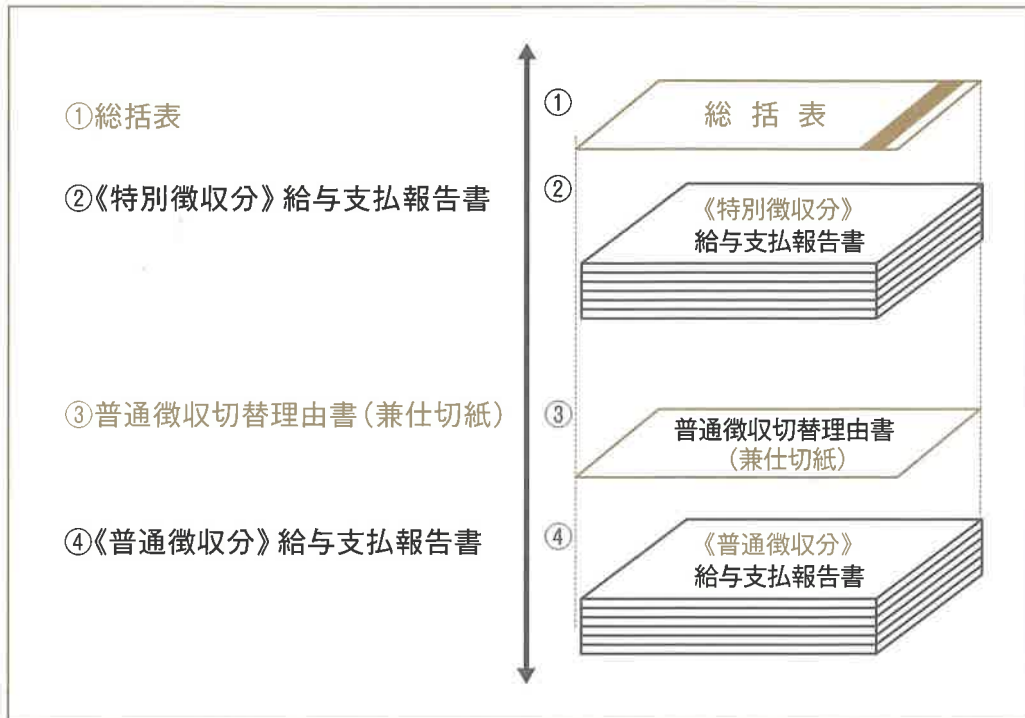 ①総括表
②《特別徴収分》給与支払報告書
③普通徴収切替理由書(兼仕切紙)
④《普通徴収分》給与支払報告書
①
総括表
②
《特別徴収分》
給与支払報告書
③
普通徴収切替理由書
(兼仕切紙)
④
《普通徴収分》
給与支払報告書